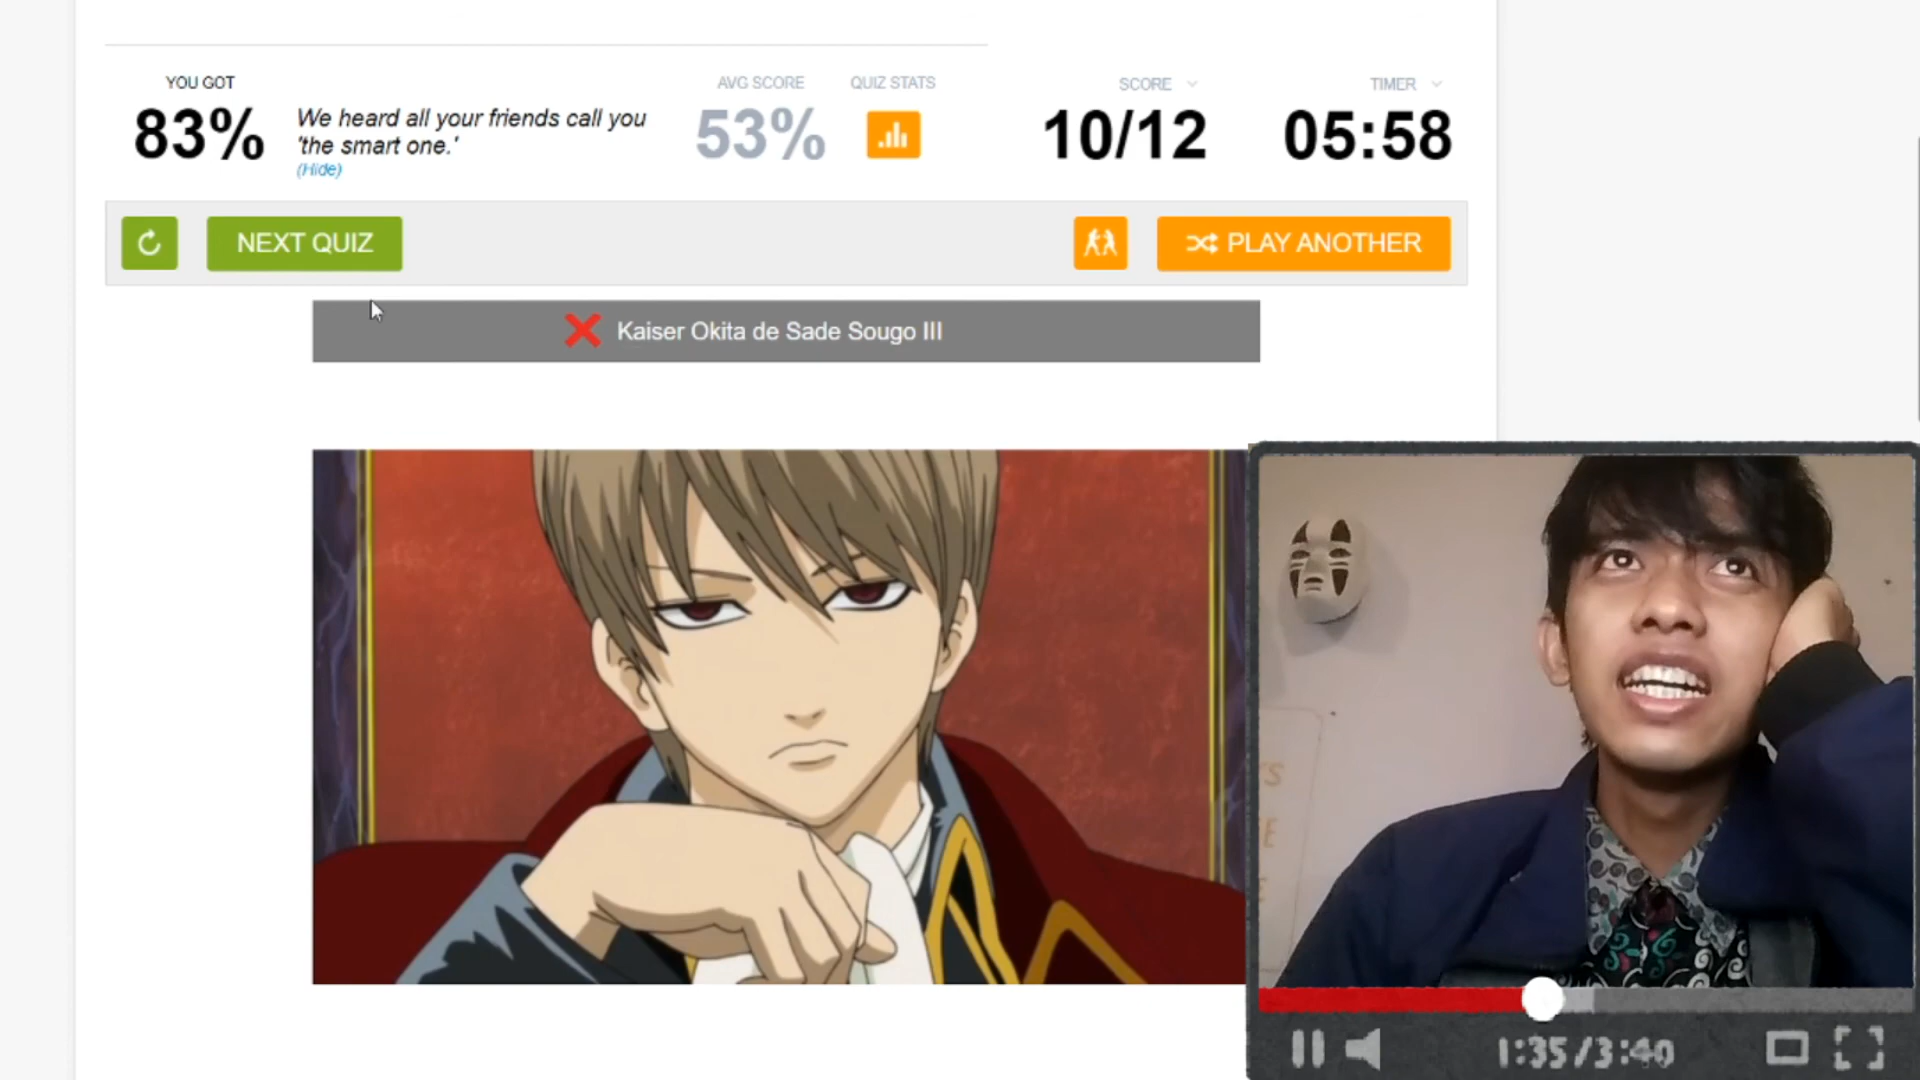 YOU GOT
83%
We heard all your friends call you
'the smart one.'
(Hide)
AVG SCORE
53%
QUIZ STATS
SCORE
10/12
TIMER
05:58
NEXT QUIZ
PLAY ANOTHER
Kaiser Okita de Sade Sougo III
1:35/3:40